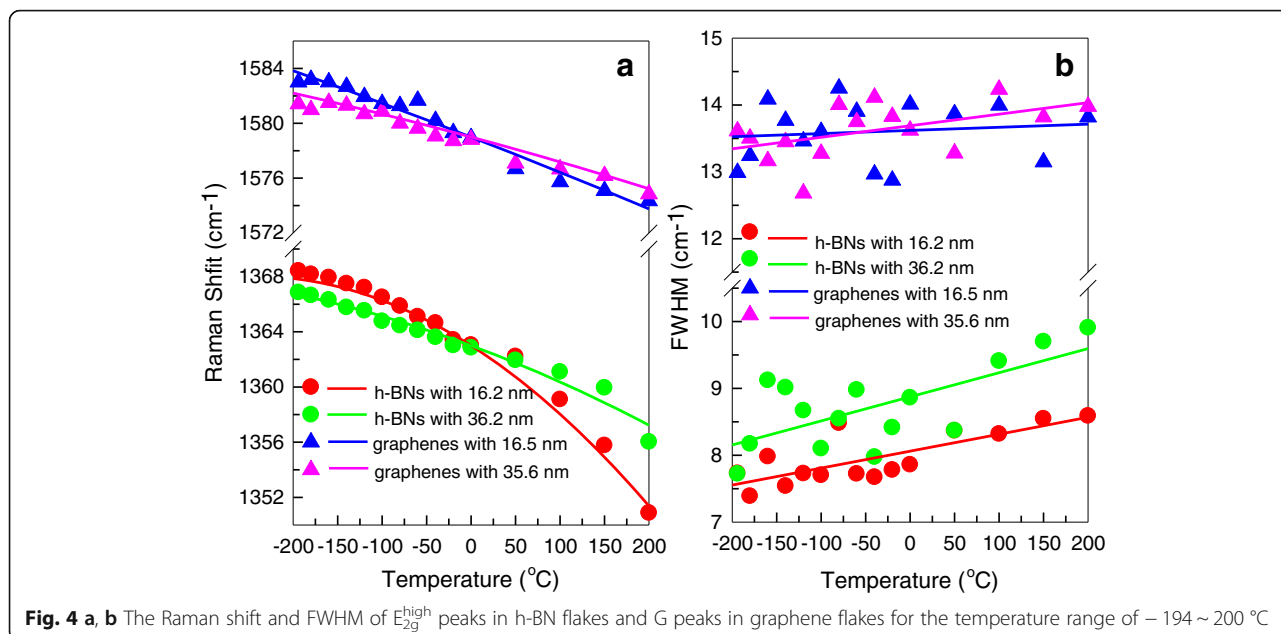 a
1584
1580
1576
1572
1368
1364
1360
1356
1352
Raman Shfit (cm⁻¹)
h-BNs with 16.2 nm
h-BNs with 36.2 nm
graphenes with 16.5 nm
graphenes with 35.6 nm
-200 -150 -100 -50 0 50 100 150 200
Temperature (°C)
b
15
14
13
12
10
9
8
7
FWHM (cm⁻¹)
h-BNs with 16.2 nm
h-BNs with 36.2 nm
graphenes with 16.5 nm
graphenes with 35.6 nm
-200 -150 -100 -50 0 50 100 150 200
Temperature (°C)
Fig. 4 a, b The Raman shift and FWHM of E₂g^high peaks in h-BN flakes and G peaks in graphene flakes for the temperature range of − 194 ~ 200 °C